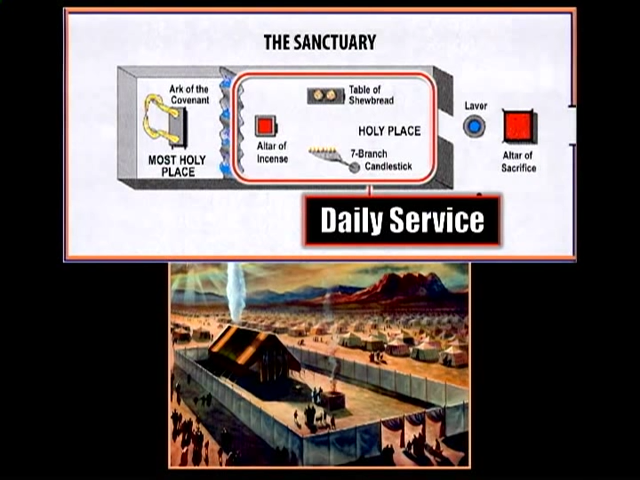 THE SANCTUARY
Ark of the
Covenant
MOST HOLY
PLACE
Altar of
Incense
Table of
Shewbread
HOLY PLACE
7-Branch
Candlestick
Laver
Altar of
Sacrifice
Daily Service